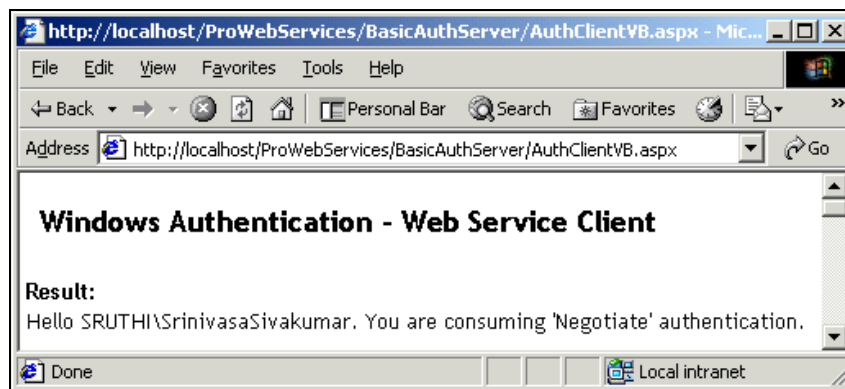 http://localhost/ProWebServices/BasicAuthServer/AuthClientVB.aspx - Mic...
File Edit View Favorites Tools Help
Back Personal Bar Search Favorites »
Address http://localhost/ProWebServices/BasicAuthServer/AuthClientVB.aspx Go
Windows Authentication - Web Service Client
Result:
Hello SRUTHI\SrinivasaSivakumar. You are consuming 'Negotiate' authentication.
Done Local intranet